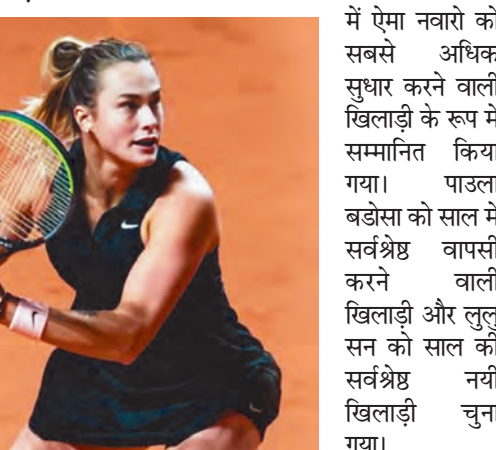 में ऐमा नवारो को
सबसे अधिक
सुधार करने वाली
खिलाड़ी के रूप में
सम्मानित किया
गया। पाउला
बडोसा को साल में
सर्वश्रेष्ठ वापसी
करने वाली
खिलाड़ी और लुलु
सन को साल की
सर्वश्रेष्ठ नयी
खिलाड़ी चुना
गया।